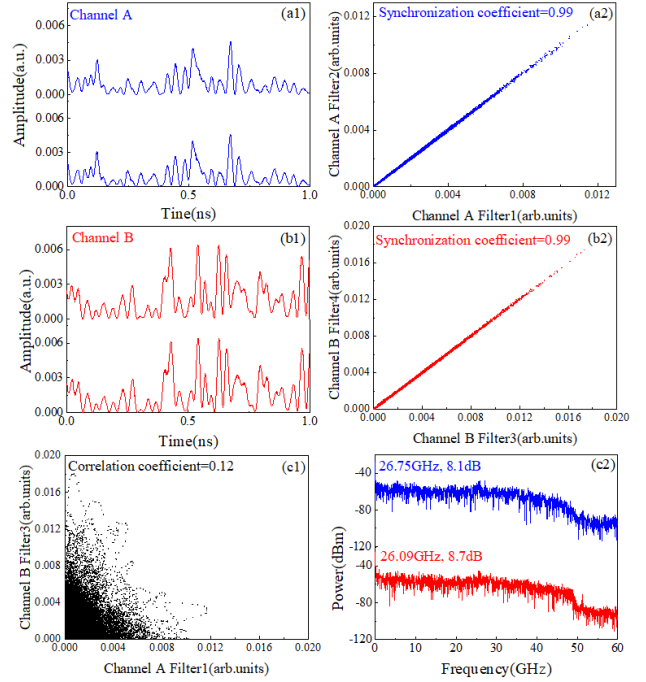 Channel A
(a1)
0.006
0.003
0.000
0.003
0.000
Amplitude(a.u.)
0.0
0.5
1.0
Tine(ns)
Synchronization coefficient=0.99
(a2)
0.012
0.008
0.004
0.000
Channel A Filter2(arb.units)
0.000
0.004
0.008
0.012
Channel A Filter1(arb.units)
Channel B
(b1)
0.006
0.003
0.000
0.006
0.003
0.000
Amplitude(a.u.)
Amplitude(a.u.)
0.0
0.5
1.0
Time(ns)
Synchronization coefficient=0.99
(b2)
0.020
0.016
0.012
0.008
0.004
0.000
Channel B Filter4(arb.units)
0.000
0.004
0.008
0.012
0.016
0.020
Channel B Filter3(arb.units)
Correlation coefficient=0.12
(c1)
0.020
0.016
0.012
0.008
0.004
0.000
Channel B Filter3(arb.units)
0.000
0.004
0.008
0.012
0.016
0.020
Channel A Filter1(arb.units)
(c2)
26.75GHz, 8.1dB
26.09GHz, 8.7dB
-40
-80
-40
-80
-120
Power(dBm)
0
10
20
30
40
50
60
Frequency(GHz)